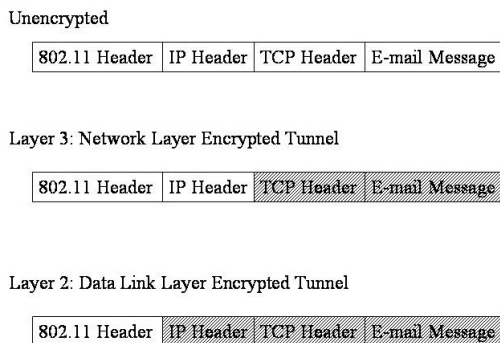 Unencrypted
802.11 Header IP Header TCP Header E-mail Message
Layer 3: Network Layer Encrypted Tunnel
802.11 Header IP Header TCP Header E-mail Message
Layer 2: Data Link Layer Encrypted Tunnel
802.11 Header IP Header TCP Header E-mail Message